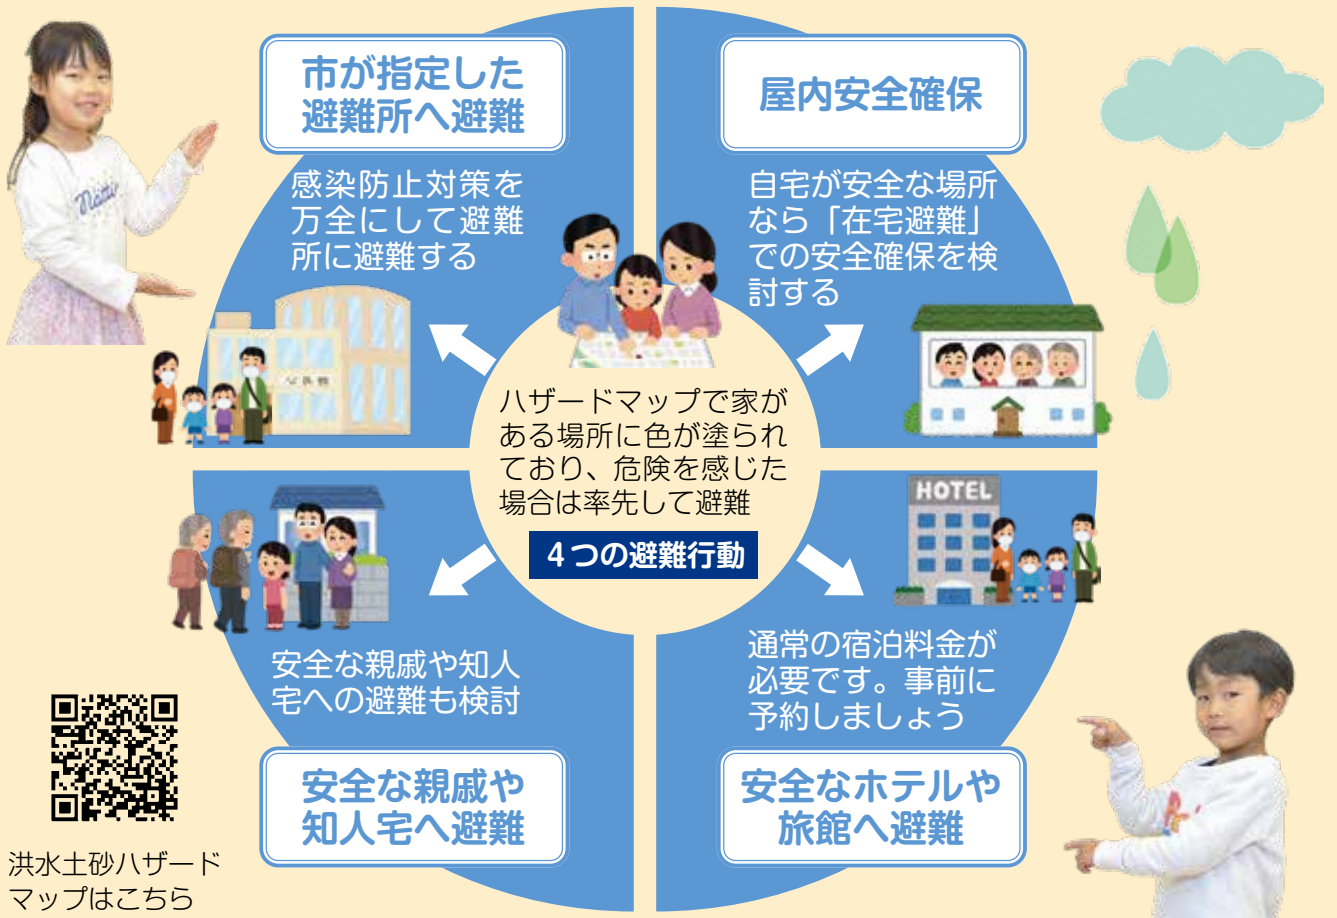 市が指定した
避難所へ避難
感染防止対策を
万全にして避難
所に避難する
屋内安全確保
自宅が安全な場所
なら「在宅避難」
での安全確保を検
討する
ハザードマップで家が
ある場所に色が塗られ
ており、危険を感じた
場合は率先して避難
4つの避難行動
HOTEL
安全な親戚や知人
宅への避難も検討
安全な親戚や
知人宅へ避難
通常の宿泊料金が
必要です。事前に
予約しましょう
安全なホテルや
旅館へ避難
洪水土砂ハザード
マップはこちら